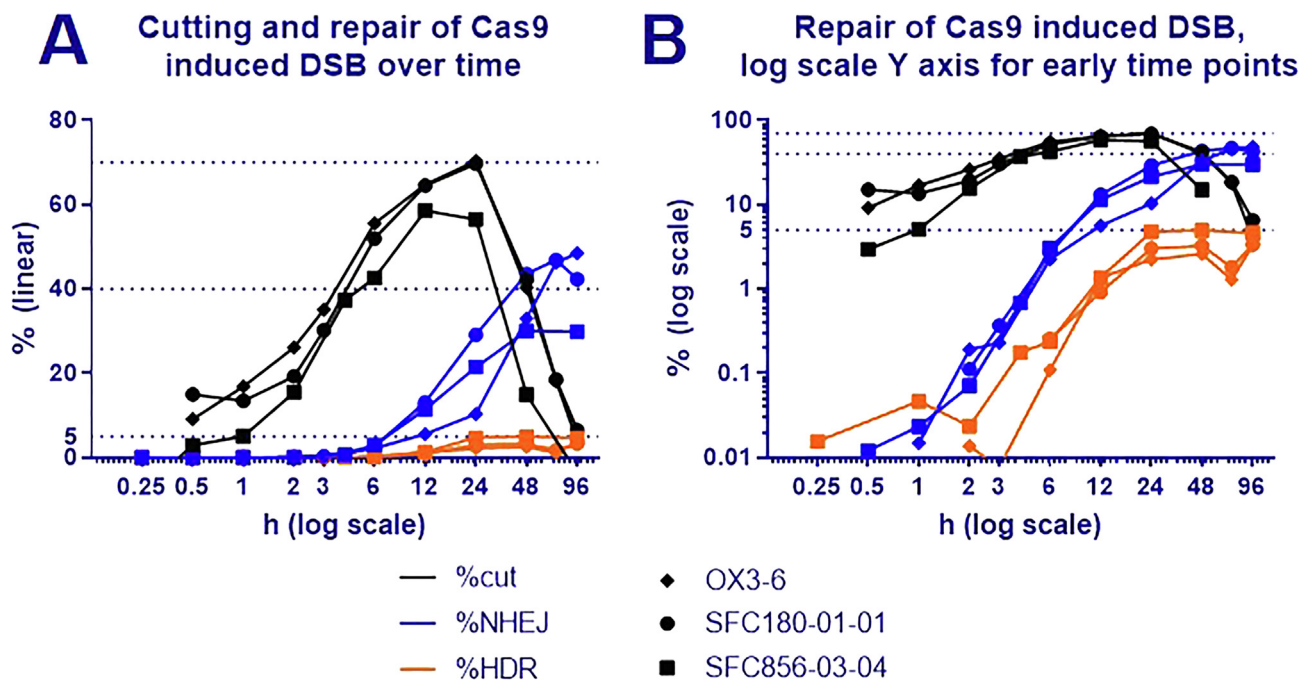 A
Cutting and repair of Cas9
induced DSB over time
80
60
40
20
5
0
% (linear)
0.25 0.5 1 2 3 6 12 24 48 96
h (log scale)
B
Repair of Cas9 induced DSB,
log scale Y axis for early time points
100
10
5
1
0.1
0.01
% (log scale)
0.25 0.5 1 2 3 6 12 24 48 96
h (log scale)
%cut
%NHEJ
%HDR
OX3-6
SFC180-01-01
SFC856-03-04